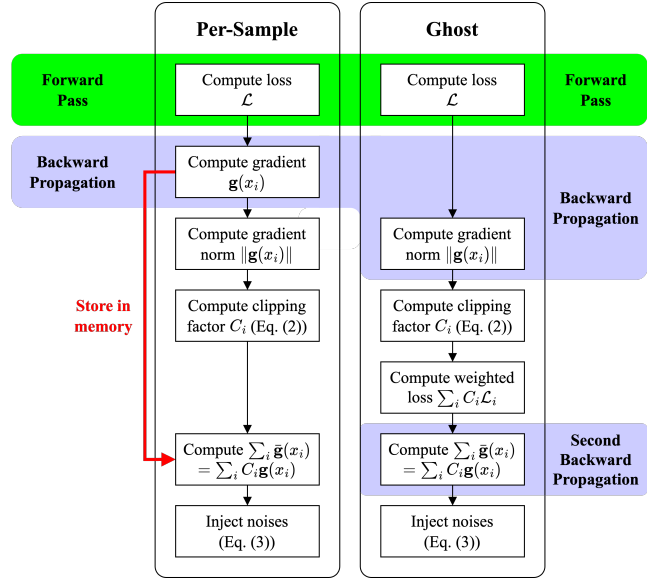 Per-Sample
Ghost
Forward
Pass
Compute loss
ℒ
Compute loss
ℒ
Forward
Pass
Backward
Propagation
Compute gradient
g(xᵢ)
Backward
Propagation
Compute gradient
norm ‖g(xᵢ)‖
Compute gradient
norm ‖g(xᵢ)‖
Store in
memory
Compute clipping
factor Cᵢ (Eq. (2))
Compute clipping
factor Cᵢ (Eq. (2))
Compute weighted
loss ∑ᵢ Cᵢℒᵢ
Compute ∑ᵢ ḡ(xᵢ)
= ∑ᵢ Cᵢg(xᵢ)
Compute ∑ᵢ ḡ(xᵢ)
= ∑ᵢ Cᵢg(xᵢ)
Second
Backward
Propagation
Inject noises
(Eq. (3))
Inject noises
(Eq. (3))